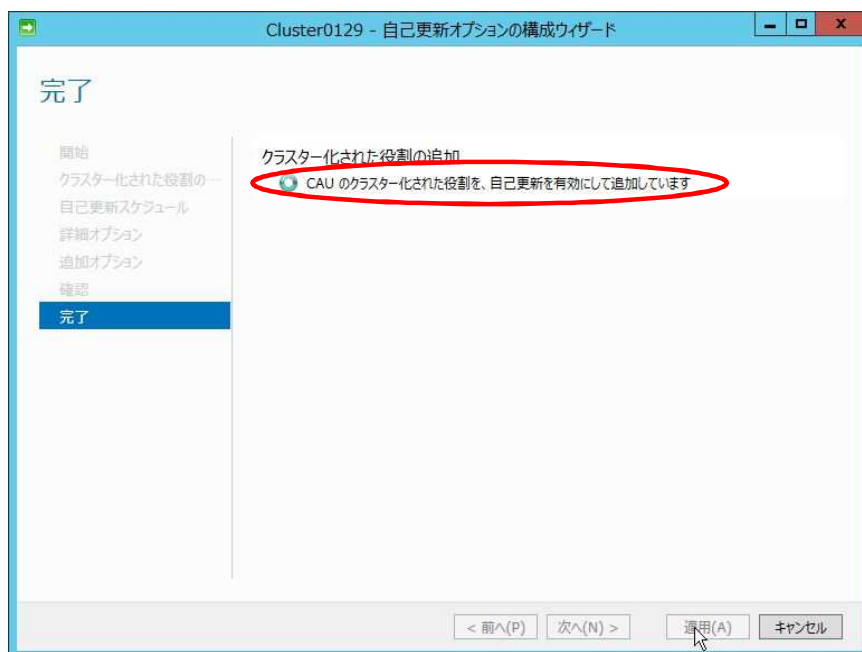 Cluster0129 - 自己更新オプションの構成ウィザード
完了
開始
クラスター化された役割の…
自己更新スケジュール
詳細オプション
追加オプション
確認
完了
クラスター化された役割の追加
CAU のクラスター化された役割を、自己更新を有効にして追加しています
< 前へ(P)
次へ(N) >
適用(A)
キャンセル